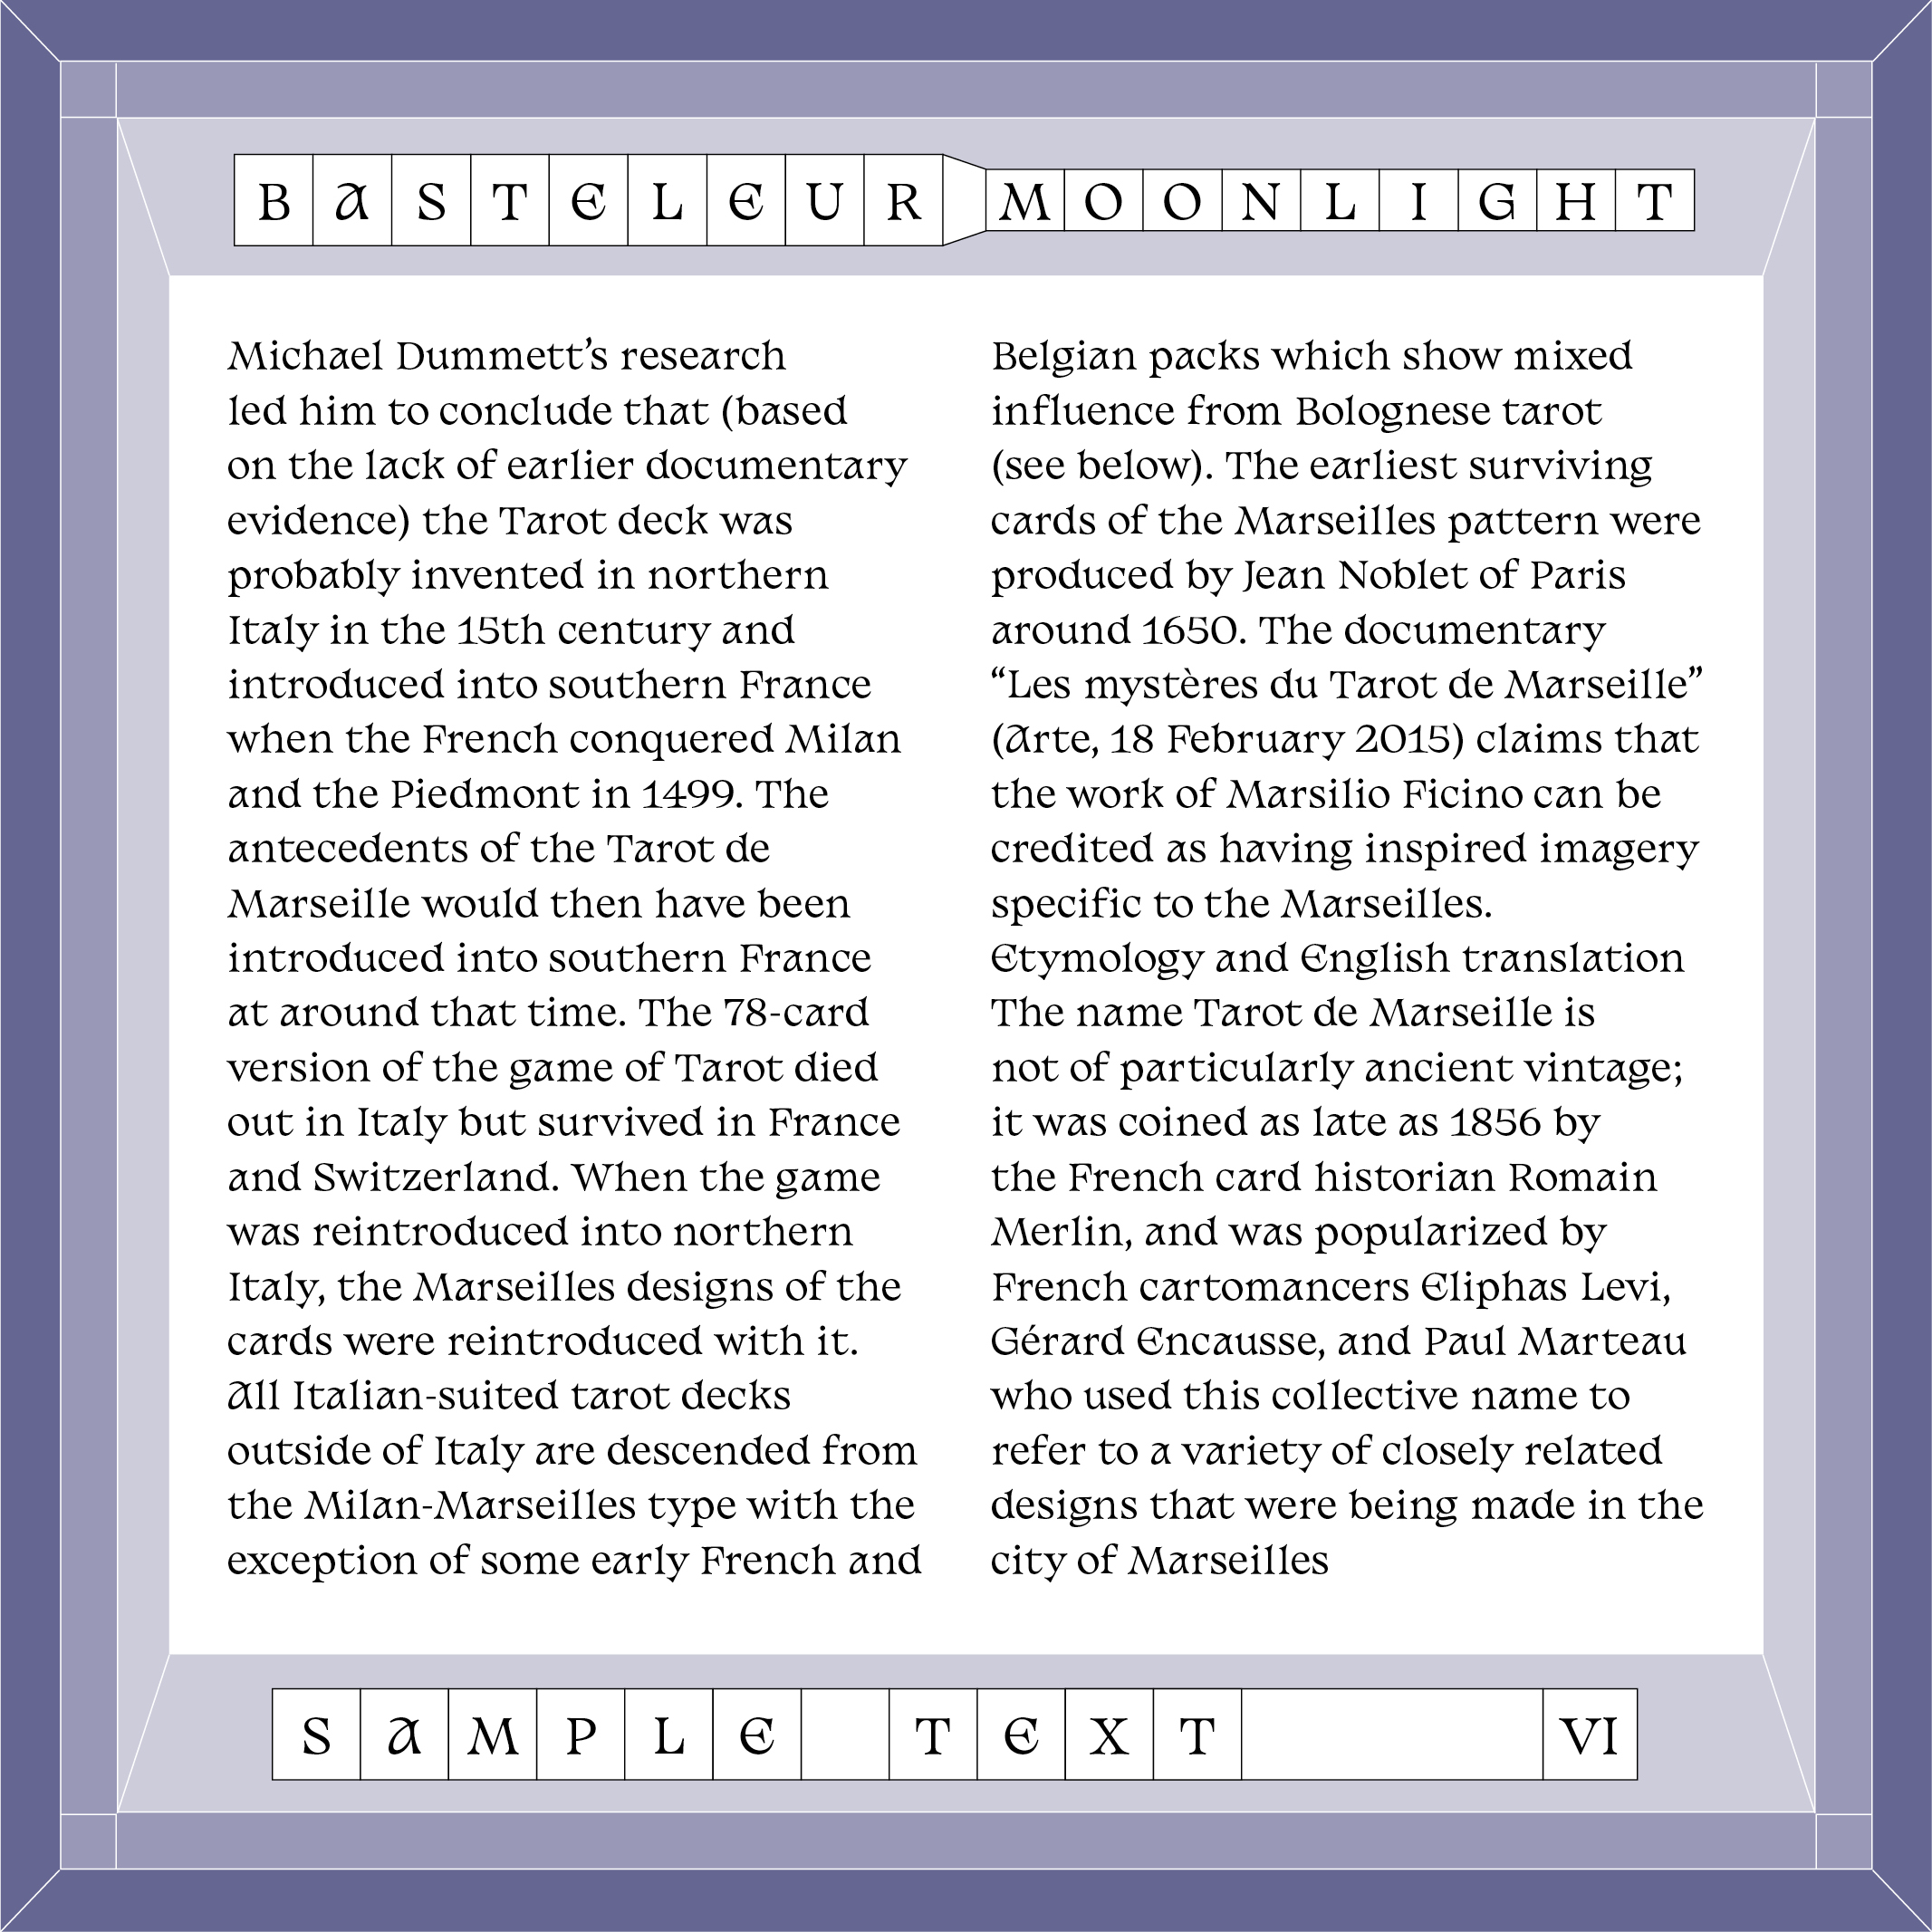 BASTELEUR MOONLIGHT
Michael Dummett’s research
led him to conclude that (based
on the lack of earlier documentary
evidence) the Tarot deck was
probably invented in northern
Italy in the 15th century and
introduced into southern France
when the French conquered Milan
and the Piedmont in 1499. The
antecedents of the Tarot de
Marseille would then have been
introduced into southern France
at around that time. The 78-card
version of the game of Tarot died
out in Italy but survived in France
and Switzerland. When the game
was reintroduced into northern
Italy, the Marseilles designs of the
cards were reintroduced with it.
All Italian-suited tarot decks
outside of Italy are descended from
the Milan-Marseilles type with the
exception of some early French and
Belgian packs which show mixed
influence from Bolognese tarot
(see below). The earliest surviving
cards of the Marseilles pattern were
produced by Jean Noblet of Paris
around 1650. The documentary
“Les mystères du Tarot de Marseille”
(Arte, 18 February 2015) claims that
the work of Marsilio Ficino can be
credited as having inspired imagery
specific to the Marseilles.
Etymology and English translation
The name Tarot de Marseille is
not of particularly ancient vintage;
it was coined as late as 1856 by
the French card historian Romain
Merlin, and was popularized by
French cartomancers Eliphas Levi,
Gérard Encausse, and Paul Marteau
who used this collective name to
refer to a variety of closely related
designs that were being made in the
city of Marseilles
SAMPLE TEXT VI